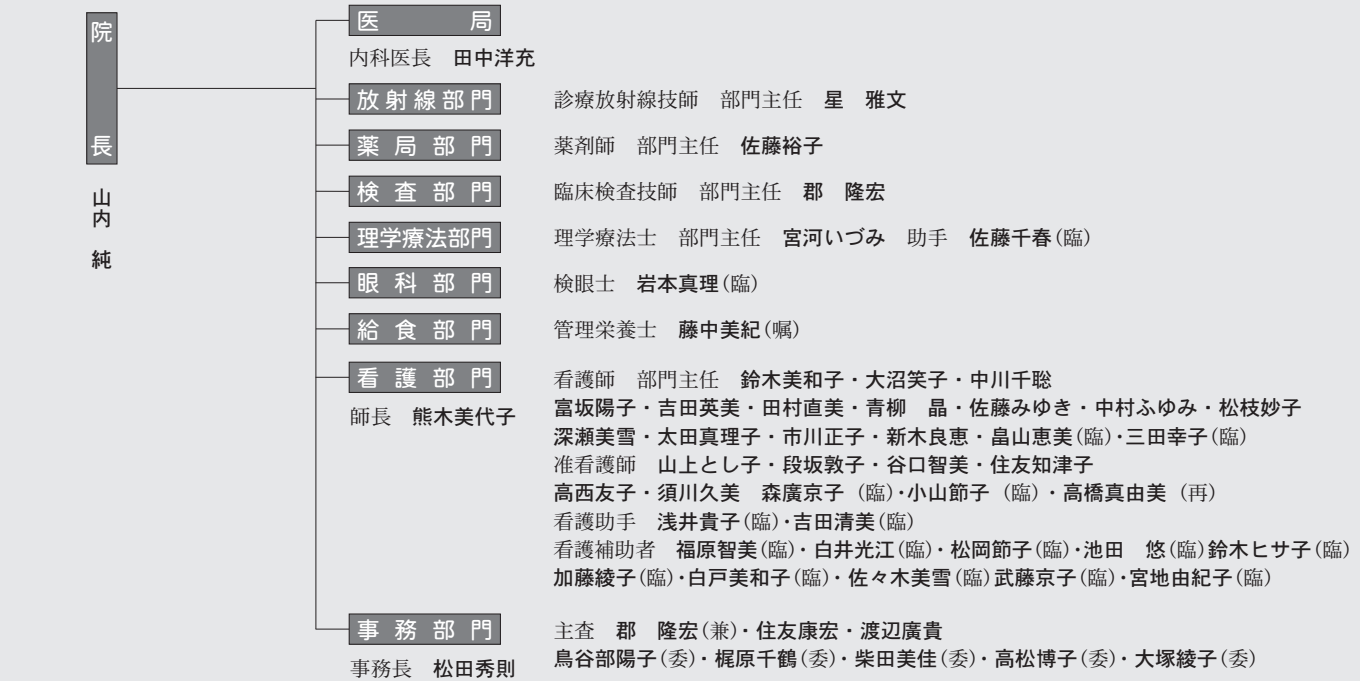 院長
山内 純
医局
内科医長 田中洋充
放射線部門 診療放射線技師 部門主任 星 雅文
薬局部門 薬剤師 部門主任 佐藤裕子
検査部門 臨床検査技師 部門主任 郡 隆宏
理学療法部門 理学療法士 部門主任 宮河いづみ 助手 佐藤千春(臨)
眼科部門 検眼士 岩本真理(臨)
給食部門 管理栄養士 藤中美紀(嘱)
看護部門
師長 熊木美代子
看護師 部門主任 鈴木美和子・大沼笑子・中川千聡
富坂陽子・吉田英美・田村直美・青柳 晶・佐藤みゆき・中村ふゆみ・松枝妙子
深瀬美雪・太田真理子・市川正子・新木良恵・畠山恵美(臨)・三田幸子(臨)
准看護師 山上とし子・段坂敦子・谷口智美・住友知津子
高西友子・須川久美 森廣京子(臨)・小山節子(臨)・高橋真由美(再)
看護助手 浅井貴子(臨)・吉田清美(臨)
看護補助者 福原智美(臨)・白井光江(臨)・松岡節子(臨)・池田 悠(臨)鈴木ヒサ子(臨)
加藤綾子(臨)・白戸美和子(臨)・佐々木美雪(臨)武藤京子(臨)・宮地由紀子(臨)
事務部門
事務長 松田秀則
主査 郡 隆宏(兼)・住友康宏・渡辺廣貴
鳥谷部陽子(委)・梶原千鶴(委)・柴田美佳(委)・高松博子(委)・大塚綾子(委)